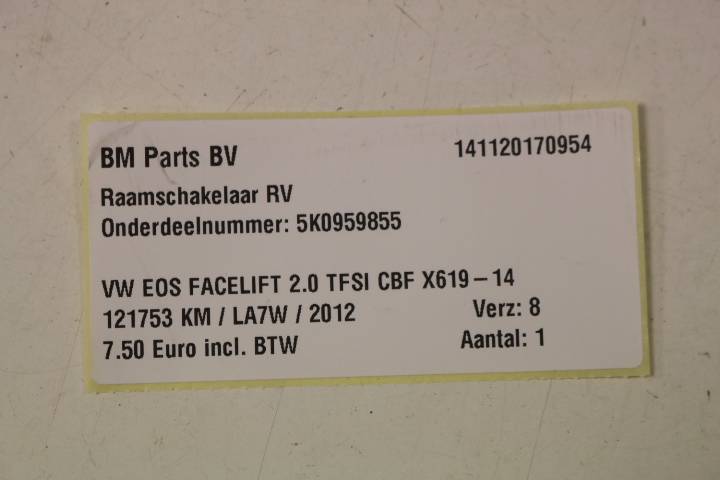 BM Parts BV 141120170954
Raamschakelaar RV
Onderdeelnummer: 5K0959855
VW EOS FACELIFT 2.0 TFSI CBF X619-14
121753 KM / LA7W / 2012 Verz: 8
7.50 Euro incl. BTW Aantal: 1